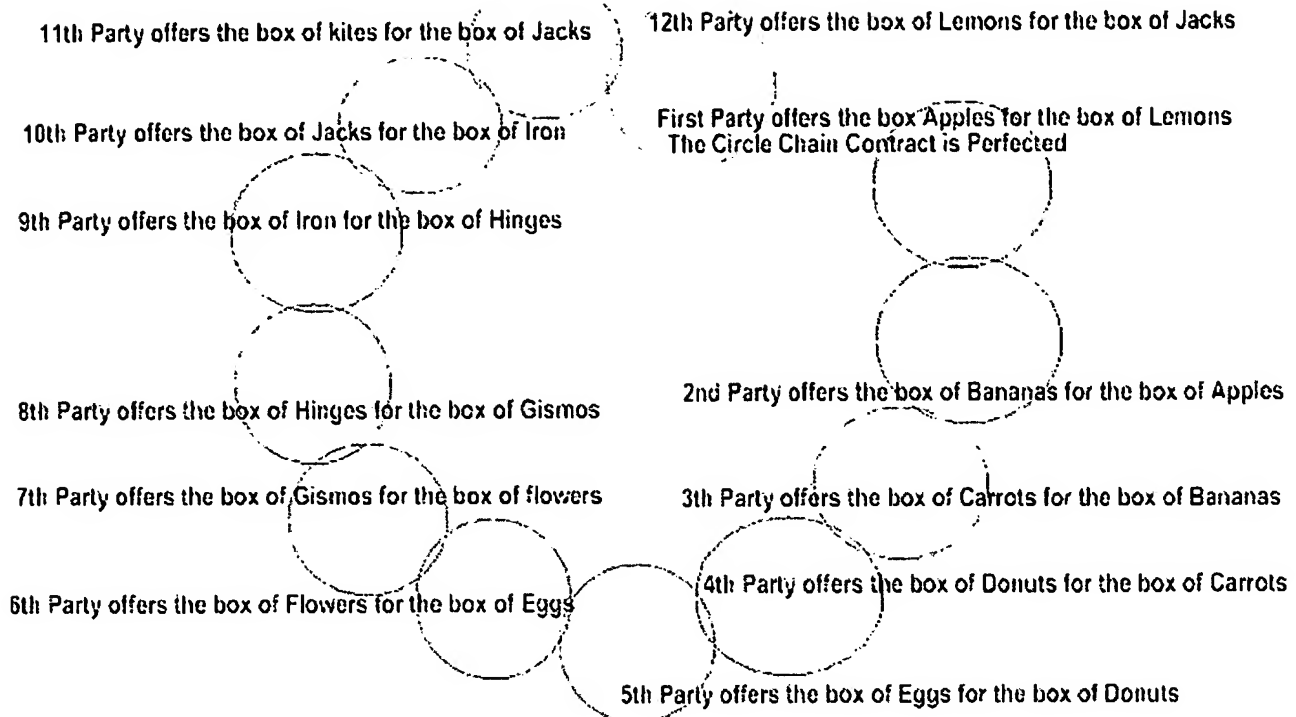 11th Party offers the box of kites for the box of Jacks
12th Party offers the box of Lemons for the box of Jacks
10th Party offers the box of Jacks for the box of Iron
First Party offers the box Apples for the box of Lemons
The Circle Chain Contract is Perfected
9th Party offers the box of Iron for the box of Hinges
8th Party offers the box of Hinges for the box of Gismos
2nd Party offers the box of Bananas for the box of Apples
7th Party offers the box of Gismos for the box of flowers
3th Party offers the box of Carrots for the box of Bananas
6th Party offers the box of Flowers for the box of Eggs
4th Party offers the box of Donuts for the box of Carrots
5th Party offers the box of Eggs for the box of Donuts